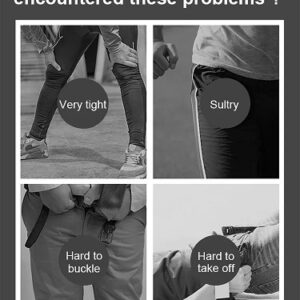 encountered these problems ?
Very tight
Sultry
Hard to
buckle
Hard to
take off